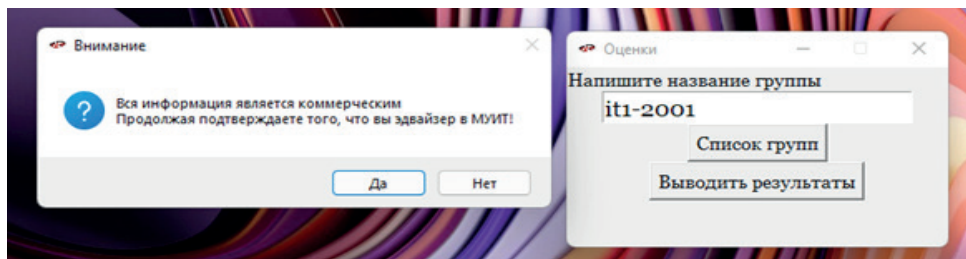 Внимание
Вся информация является коммерческим
Продолжая подтверждаете того, что вы эдвайзер в МУИТ!
Да
Нет
Оценки
Напишите название группы
it1-2001
Список групп
Выводить результаты